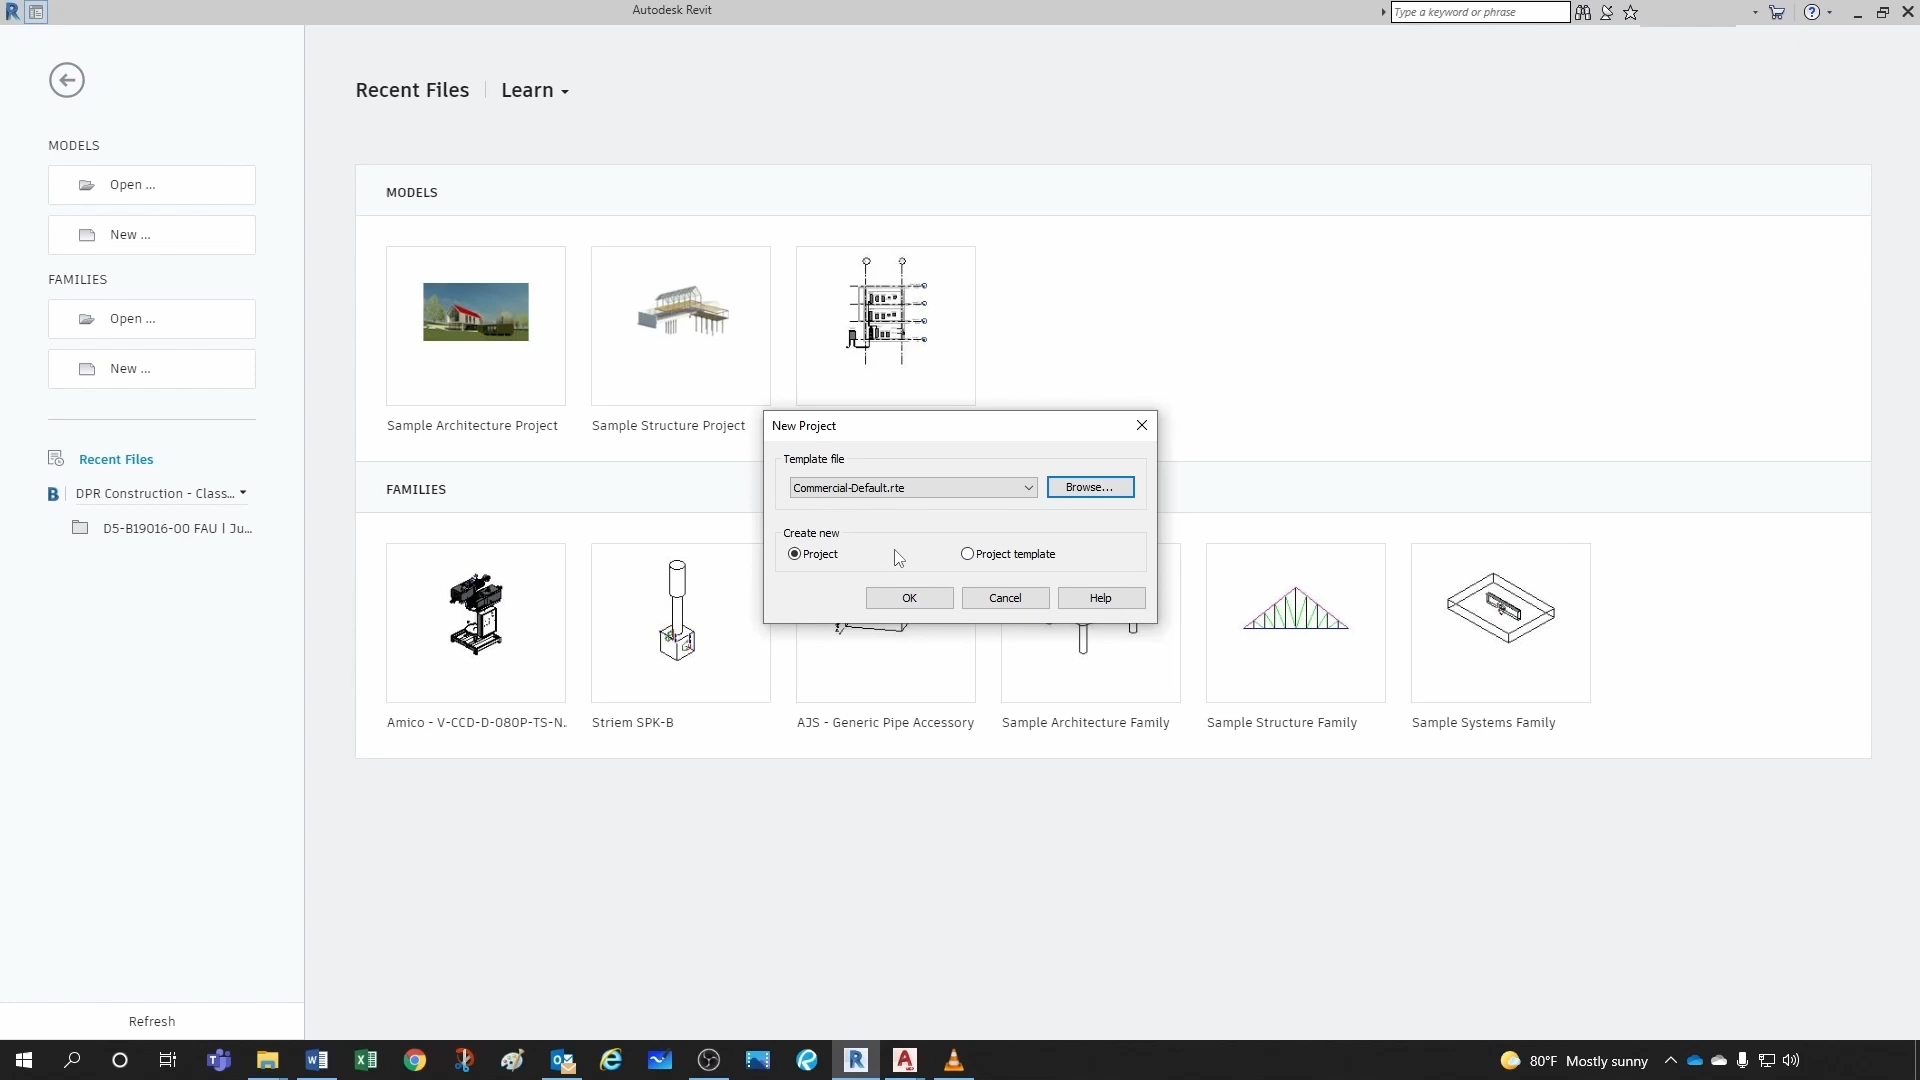 Autodesk Revit
Type a keyword or phrase
Recent Files
Learn
MODELS
Open ...
New ...
FAMILIES
Open ...
New ...
Recent Files
DPR Construction - Class...
D5-B19016-00 FAU | Ju...
Refresh
MODELS
Sample Architecture Project
Sample Structure Project
FAMILIES
Amico - V-CCD-D-080P-TS-N.
Striem SPK-B
AJS - Generic Pipe Accessory
Sample Architecture Family
Sample Structure Family
Sample Systems Family
New Project
Template file
Commercial-Default.rte
Browse...
Create new
Project
Project template
OK
Cancel
Help
80°F Mostly sunny